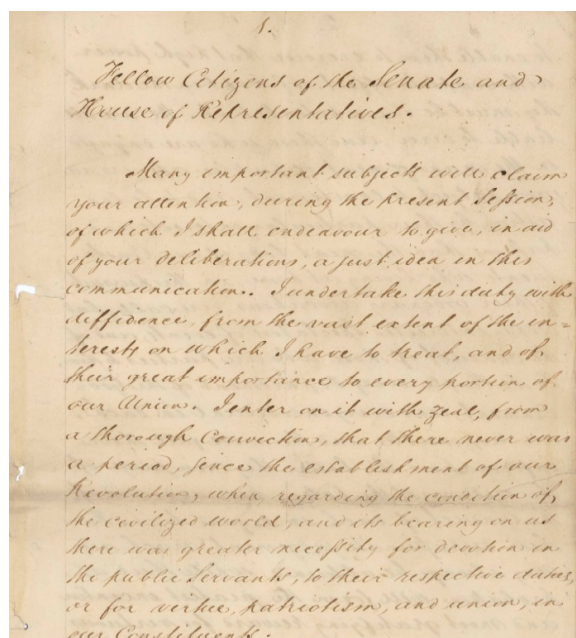 1.
Fellow Citizens of the Senate and
House of Representatives.
Many important subjects will claim
your attention, during the present Session,
of which I shall endeavour to give, in aid
of your deliberations, a just idea in this
communication. I undertake this duty with
diffidence, from the vast extent of the in=
terests on which I have to treat, and of
their great importance to every portion of
our Union. I enter on it with zeal, from
a thorough Conviction, that there never was
a period, since the establishment of our
Revolution, when regarding the condition of
the civilized world, and its bearing on us
there was greater necessity for devotion in
the public Servants, to their respective duties,
or for vertue, patriotism, and union, in
our Constituents.